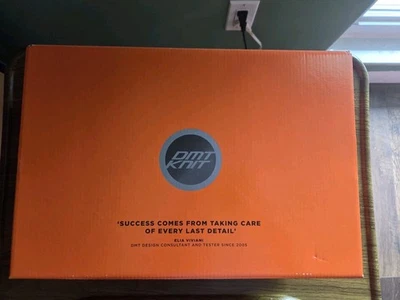 DMT
KNIT
'SUCCESS COMES FROM TAKING CARE
OF EVERY LAST DETAIL'
ELIA VIVIANI
DMT DESIGN CONSULTANT AND TESTER SINCE 2002